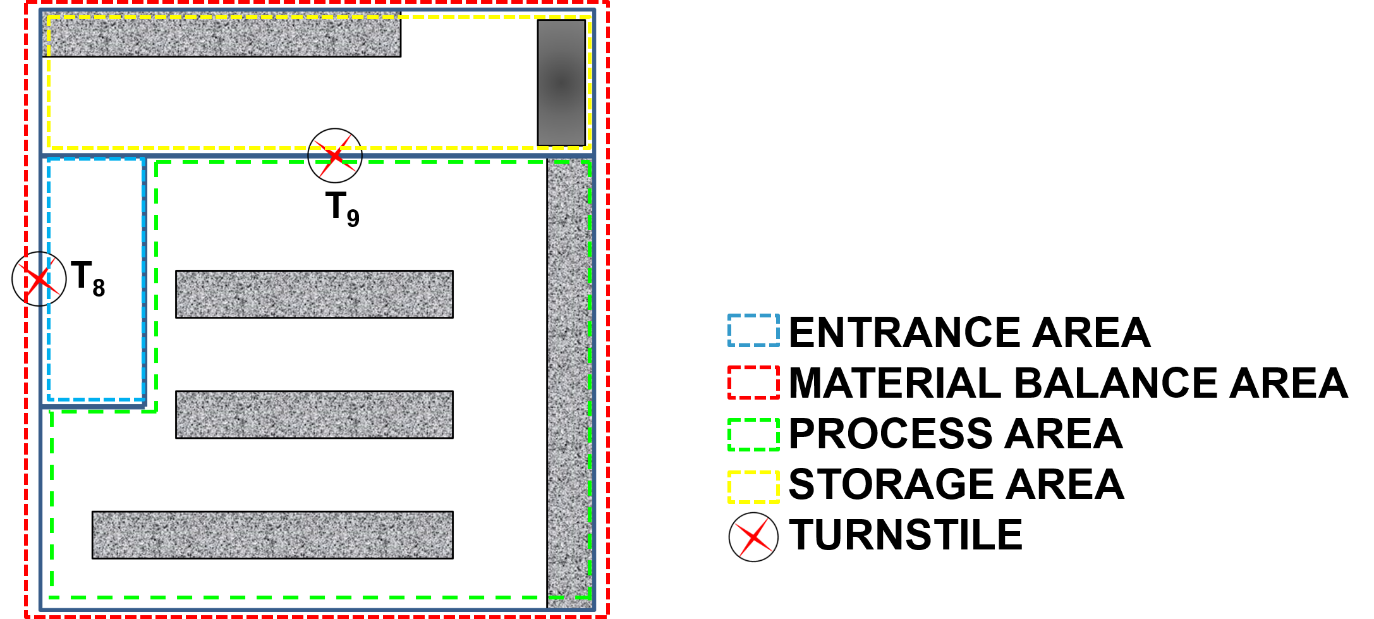 T9
T8
ENTRANCE AREA
MATERIAL BALANCE AREA
PROCESS AREA
STORAGE AREA
TURNSTILE